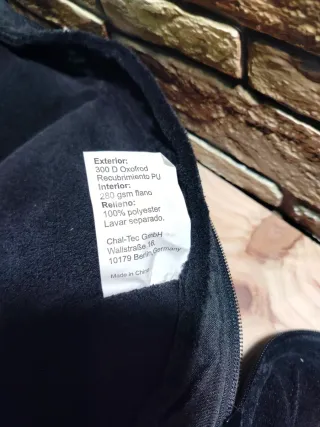 Exterior:
300 D Oxofrod
Recubrimiento PU
Interior:
280 gsm flano
Relleno:
100% polyester
Lavar separado.
Chal-Tec GmbH
Wallstraße 16
10179 Berlin, Germany
Made in China